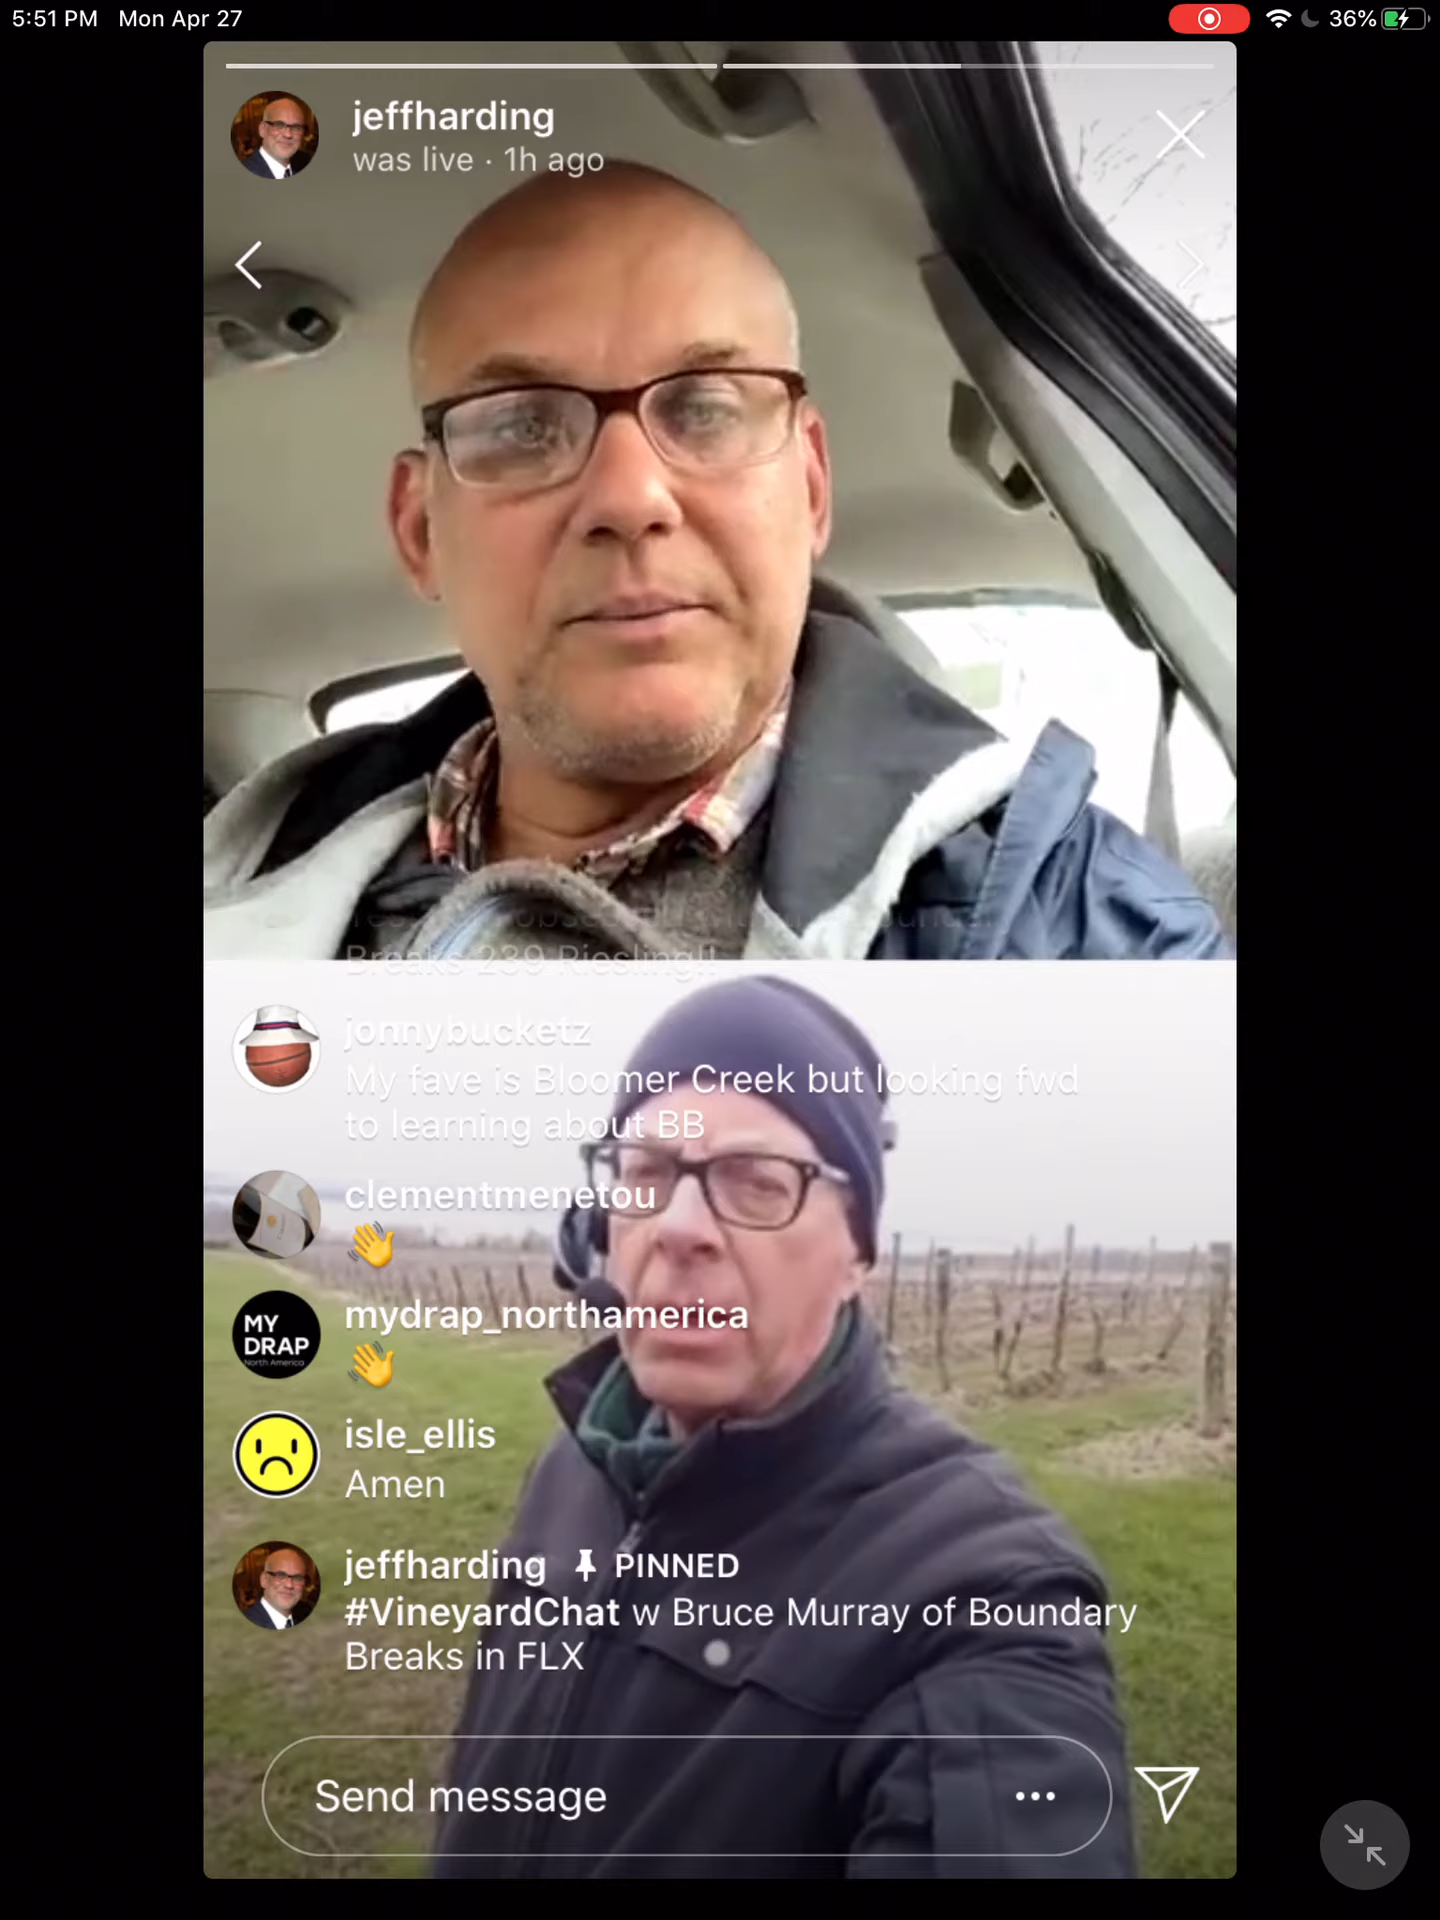 5:51 PM Mon Apr 27
36%
jeffharding
was live · 1h ago
Breaks 239 Riesling!!
jonnybucketz
My fave is Bloomer Creek but looking fwd
to learning about BB
clementmenetou
👋
mydrap_northamerica
👋
MY
DRAP
North America
isle_ellis
Amen
jeffharding PINNED
#VineyardChat w Bruce Murray of Boundary
Breaks in FLX
Send message